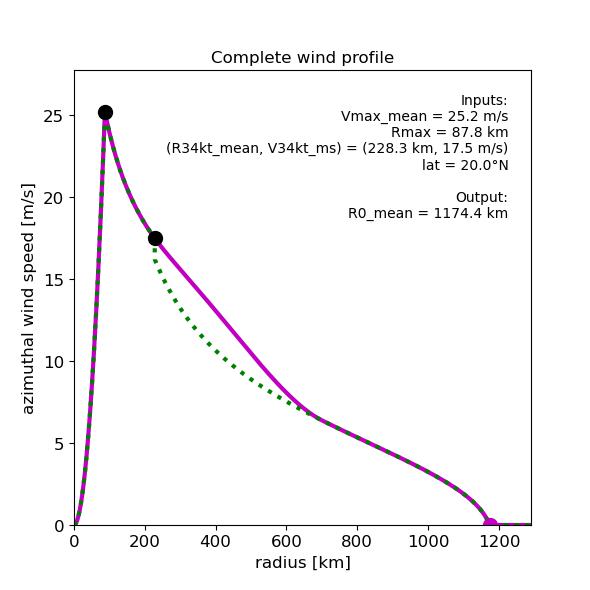 Complete wind profile
Inputs:
Vmax_mean = 25.2 m/s
Rmax = 87.8 km
(R34kt_mean, V34kt_ms) = (228.3 km, 17.5 m/s)
lat = 20.0°N
Output:
R0_mean = 1174.4 km
azimuthal wind speed [m/s]
25
20
15
10
5
0
0 200 400 600 800 1000 1200
radius [km]